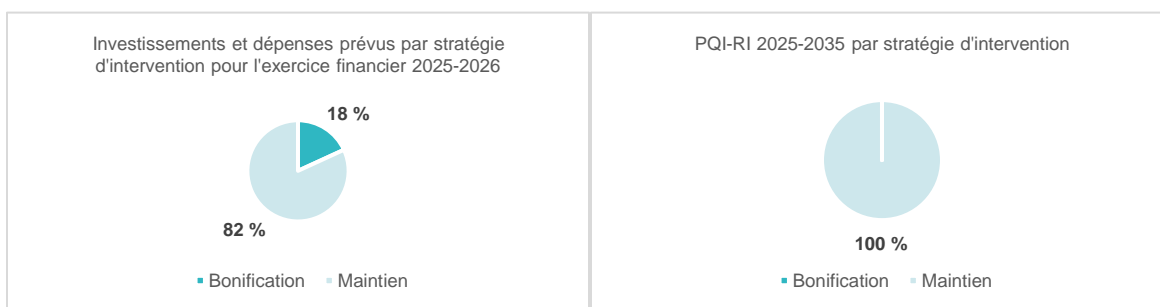 Investissements et dépenses prévus par stratégie
d'intervention pour l'exercice financier 2025-2026
18 %
82 %
Bonification Maintien
PQI-RI 2025-2035 par stratégie d'intervention
100 %
Bonification Maintien